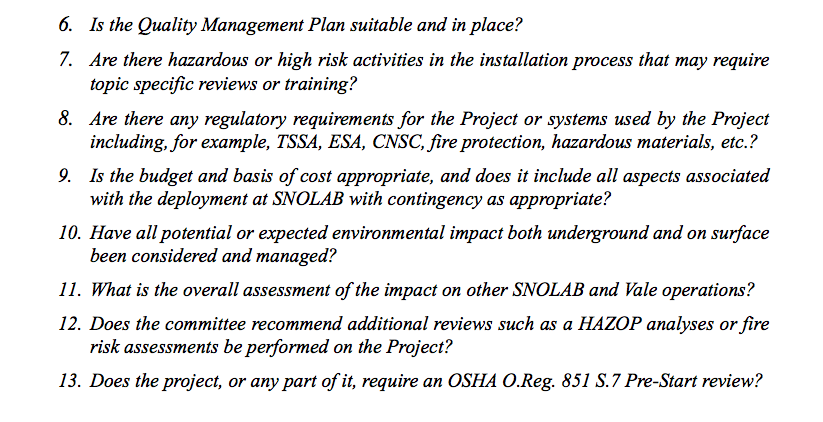 6. Is the Quality Management Plan suitable and in place?
7. Are there hazardous or high risk activities in the installation process that may require
topic specific reviews or training?
8. Are there any regulatory requirements for the Project or systems used by the Project
including, for example, TSSA, ESA, CNSC, fire protection, hazardous materials, etc.?
9. Is the budget and basis of cost appropriate, and does it include all aspects associated
with the deployment at SNOLAB with contingency as appropriate?
10. Have all potential or expected environmental impact both underground and on surface
been considered and managed?
11. What is the overall assessment of the impact on other SNOLAB and Vale operations?
12. Does the committee recommend additional reviews such as a HAZOP analyses or fire
risk assessments be performed on the Project?
13. Does the project, or any part of it, require an OSHA O.Reg. 851 S.7 Pre-Start review?